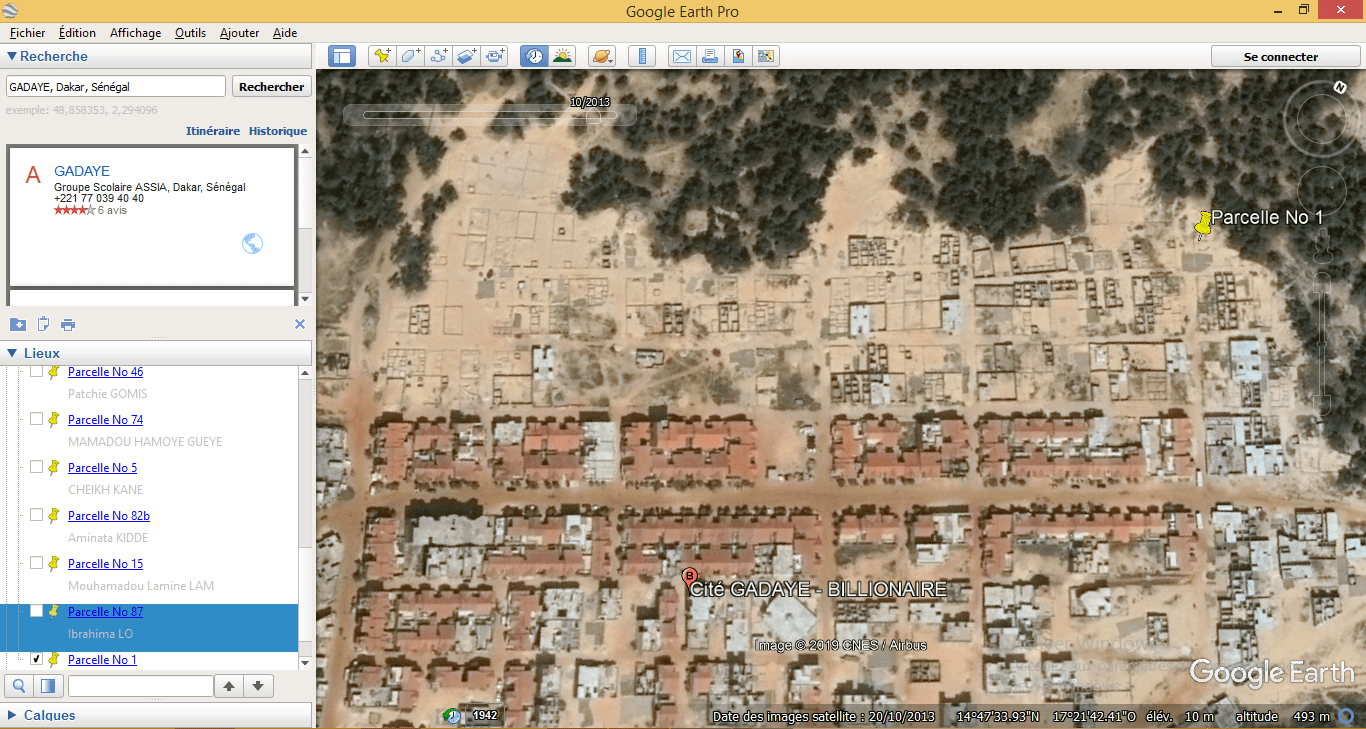 Google Earth Pro
Fichier Édition Affichage Outils Ajouter Aide
Recherche
Se connecter
GADAYE, Dakar, Sénégal
Rechercher
exemple: 48,858353, 2,294096
Itinéraire Historique
A GADAYE
Groupe Scolaire ASSIA, Dakar, Sénégal
+221 77 039 40 40
6 avis
Lieux
Parcelle No 46
Patchie GOMIS
Parcelle No 74
MAMADOU HAMOYE GUEYE
Parcelle No 5
CHEIKH KANE
Parcelle No 82b
Aminata KIDDE
Parcelle No 15
Mouhamadou Lamine LAM
Parcelle No 87
Ibrahima LO
Parcelle No 1
Calques
10/2013
N
Parcelle No 1
B
Cité GADAYE - BILLIONAIRE
Image © 2019 CNES / Airbus
Windows
Google Earth
1942
Date des images satellite : 20/10/2013 14°47'33.93"N 17°21'42.41"O élév. 10 m altitude 493 m